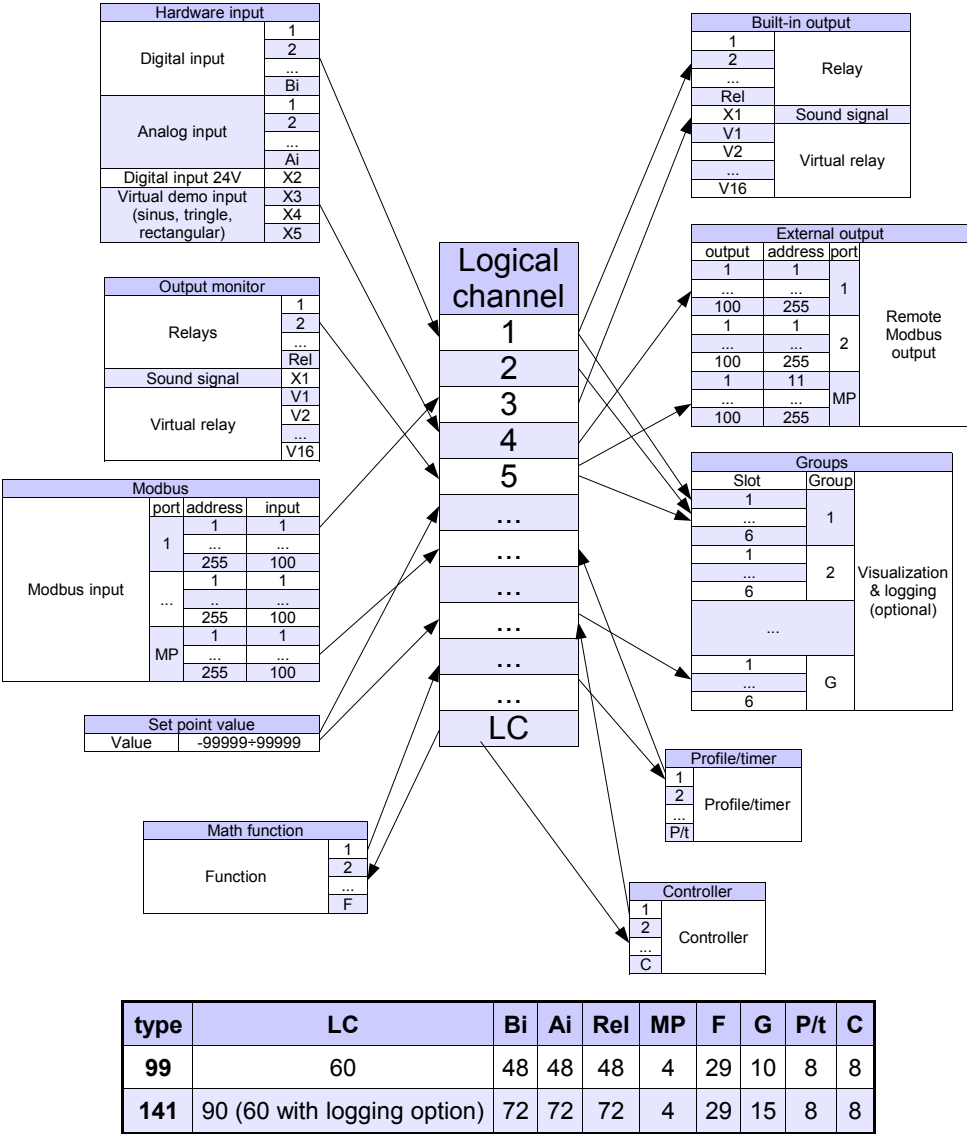 Hardware input
Digital input
1
2
...
Bi
Analog input
1
2
...
Ai
Digital input 24V X2
Virtual demo input
(sinus, tringle,
rectangular)
X3
X4
X5
Output monitor
Relays
1
2
...
Rel
Sound signal X1
Virtual relay
V1
V2
...
V16
Modbus
port address input
Modbus input
1
1 1
... ...
255 100
...
1 1
.. ...
255 100
MP
1 1
... ...
255 100
Set point value
Value -99999÷99999
Math function
Function
1
2
...
F
Logical
channel
1
2
3
4
5
...
...
...
...
...
...
LC
Built-in output
1
2
...
Rel
Relay
X1 Sound signal
V1
V2
...
V16
Virtual relay
External output
output address port
1 1
... ...
100 255
1
1 1
... ...
100 255
2
1 11
... ...
100 255
MP
Remote
Modbus
output
Groups
Slot Group
1
...
6
1
1
...
6
2
...
1
...
6
G
Visualization
& logging
(optional)
Profile/timer
1
2
...
P/t
Profile/timer
Controller
1
2
...
C
Controller
type LC Bi Ai Rel MP F G P/t C
99 60 48 48 48 4 29 10 8 8
141 90 (60 with logging option) 72 72 72 4 29 15 8 8